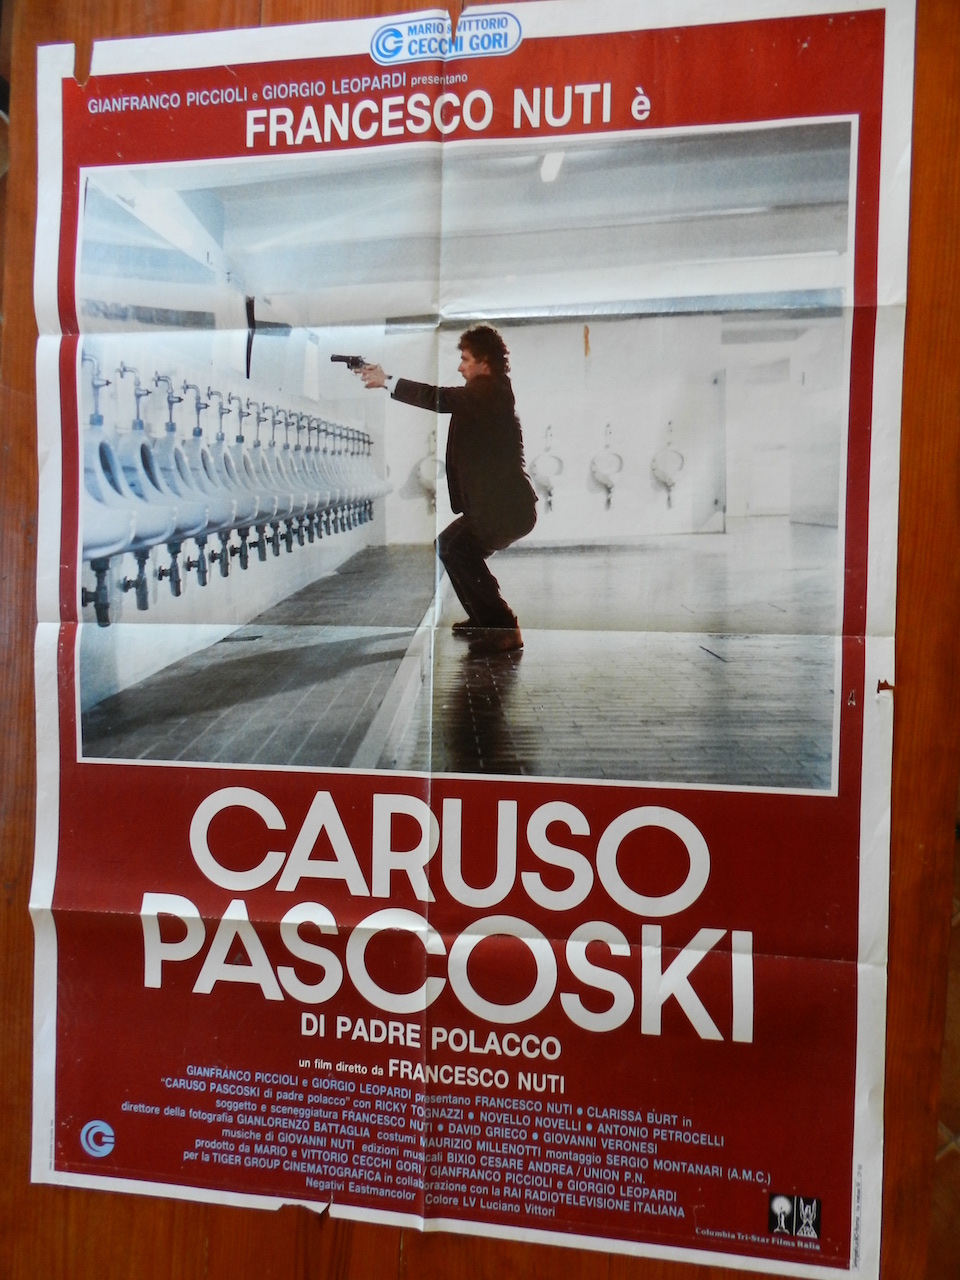 MARIO & VITTORIO
CECCHI GORI
GIANFRANCO PICCIOLI e GIORGIO LEOPARDI presentano
FRANCESCO NUTI è
CARUSO
PASCOSKI
DI PADRE POLACCO
un film diretto da FRANCESCO NUTI
GIANFRANCO PICCIOLI e GIORGIO LEOPARDI presentano FRANCESCO NUTI • CLARISSA BURT in
"CARUSO PASCOSKI di padre polacco" con RICKY TOGNAZZI • NOVELLO NOVELLI • ANTONIO PETROCELLI
soggetto e sceneggiatura FRANCESCO NUTI • DAVID GRIECO • GIOVANNI VERONESI
direttore della fotografia GIANLORENZO BATTAGLIA costumi MAURIZIO MILLENOTTI montaggio SERGIO MONTANARI (A.M.C.)
musiche di GIOVANNI NUTI edizioni musicali BIXIO CESARE ANDREA / UNION P.N.
prodotto da MARIO e VITTORIO CECCHI GORI GIANFRANCO PICCIOLI e GIORGIO LEOPARDI
per la TIGER GROUP CINEMATOGRAFICA in collaborazione con la RAI RADIOTELEVISIONE ITALIANA
Negativi Eastmancolor Colore LV Luciano Vittori
Columbia Tri-Star Films Italia